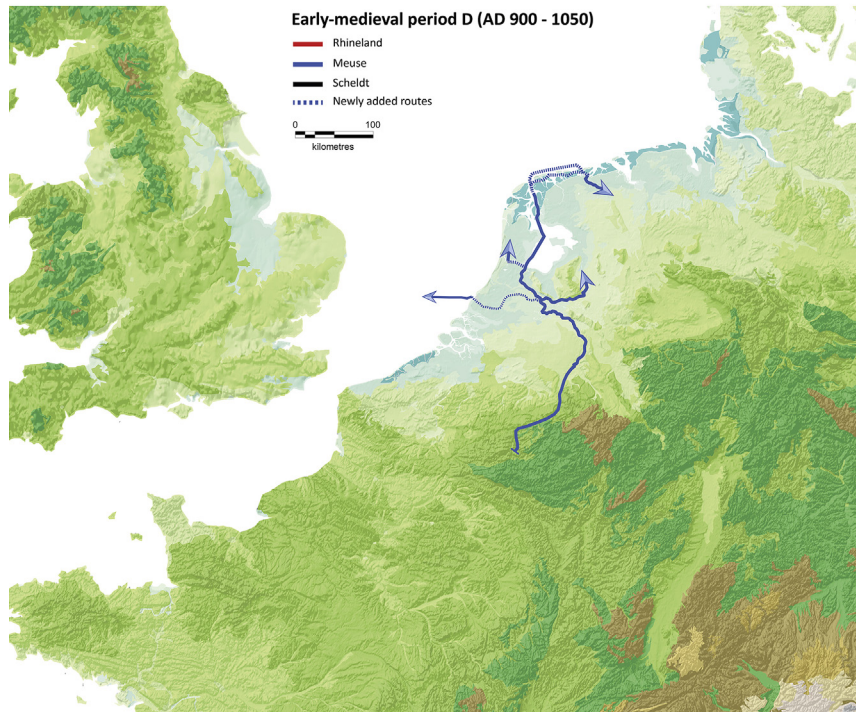 Early-medieval period D (AD 900 - 1050)
Rhineland
Meuse
Scheldt
Newly added routes
0 100
kilometres